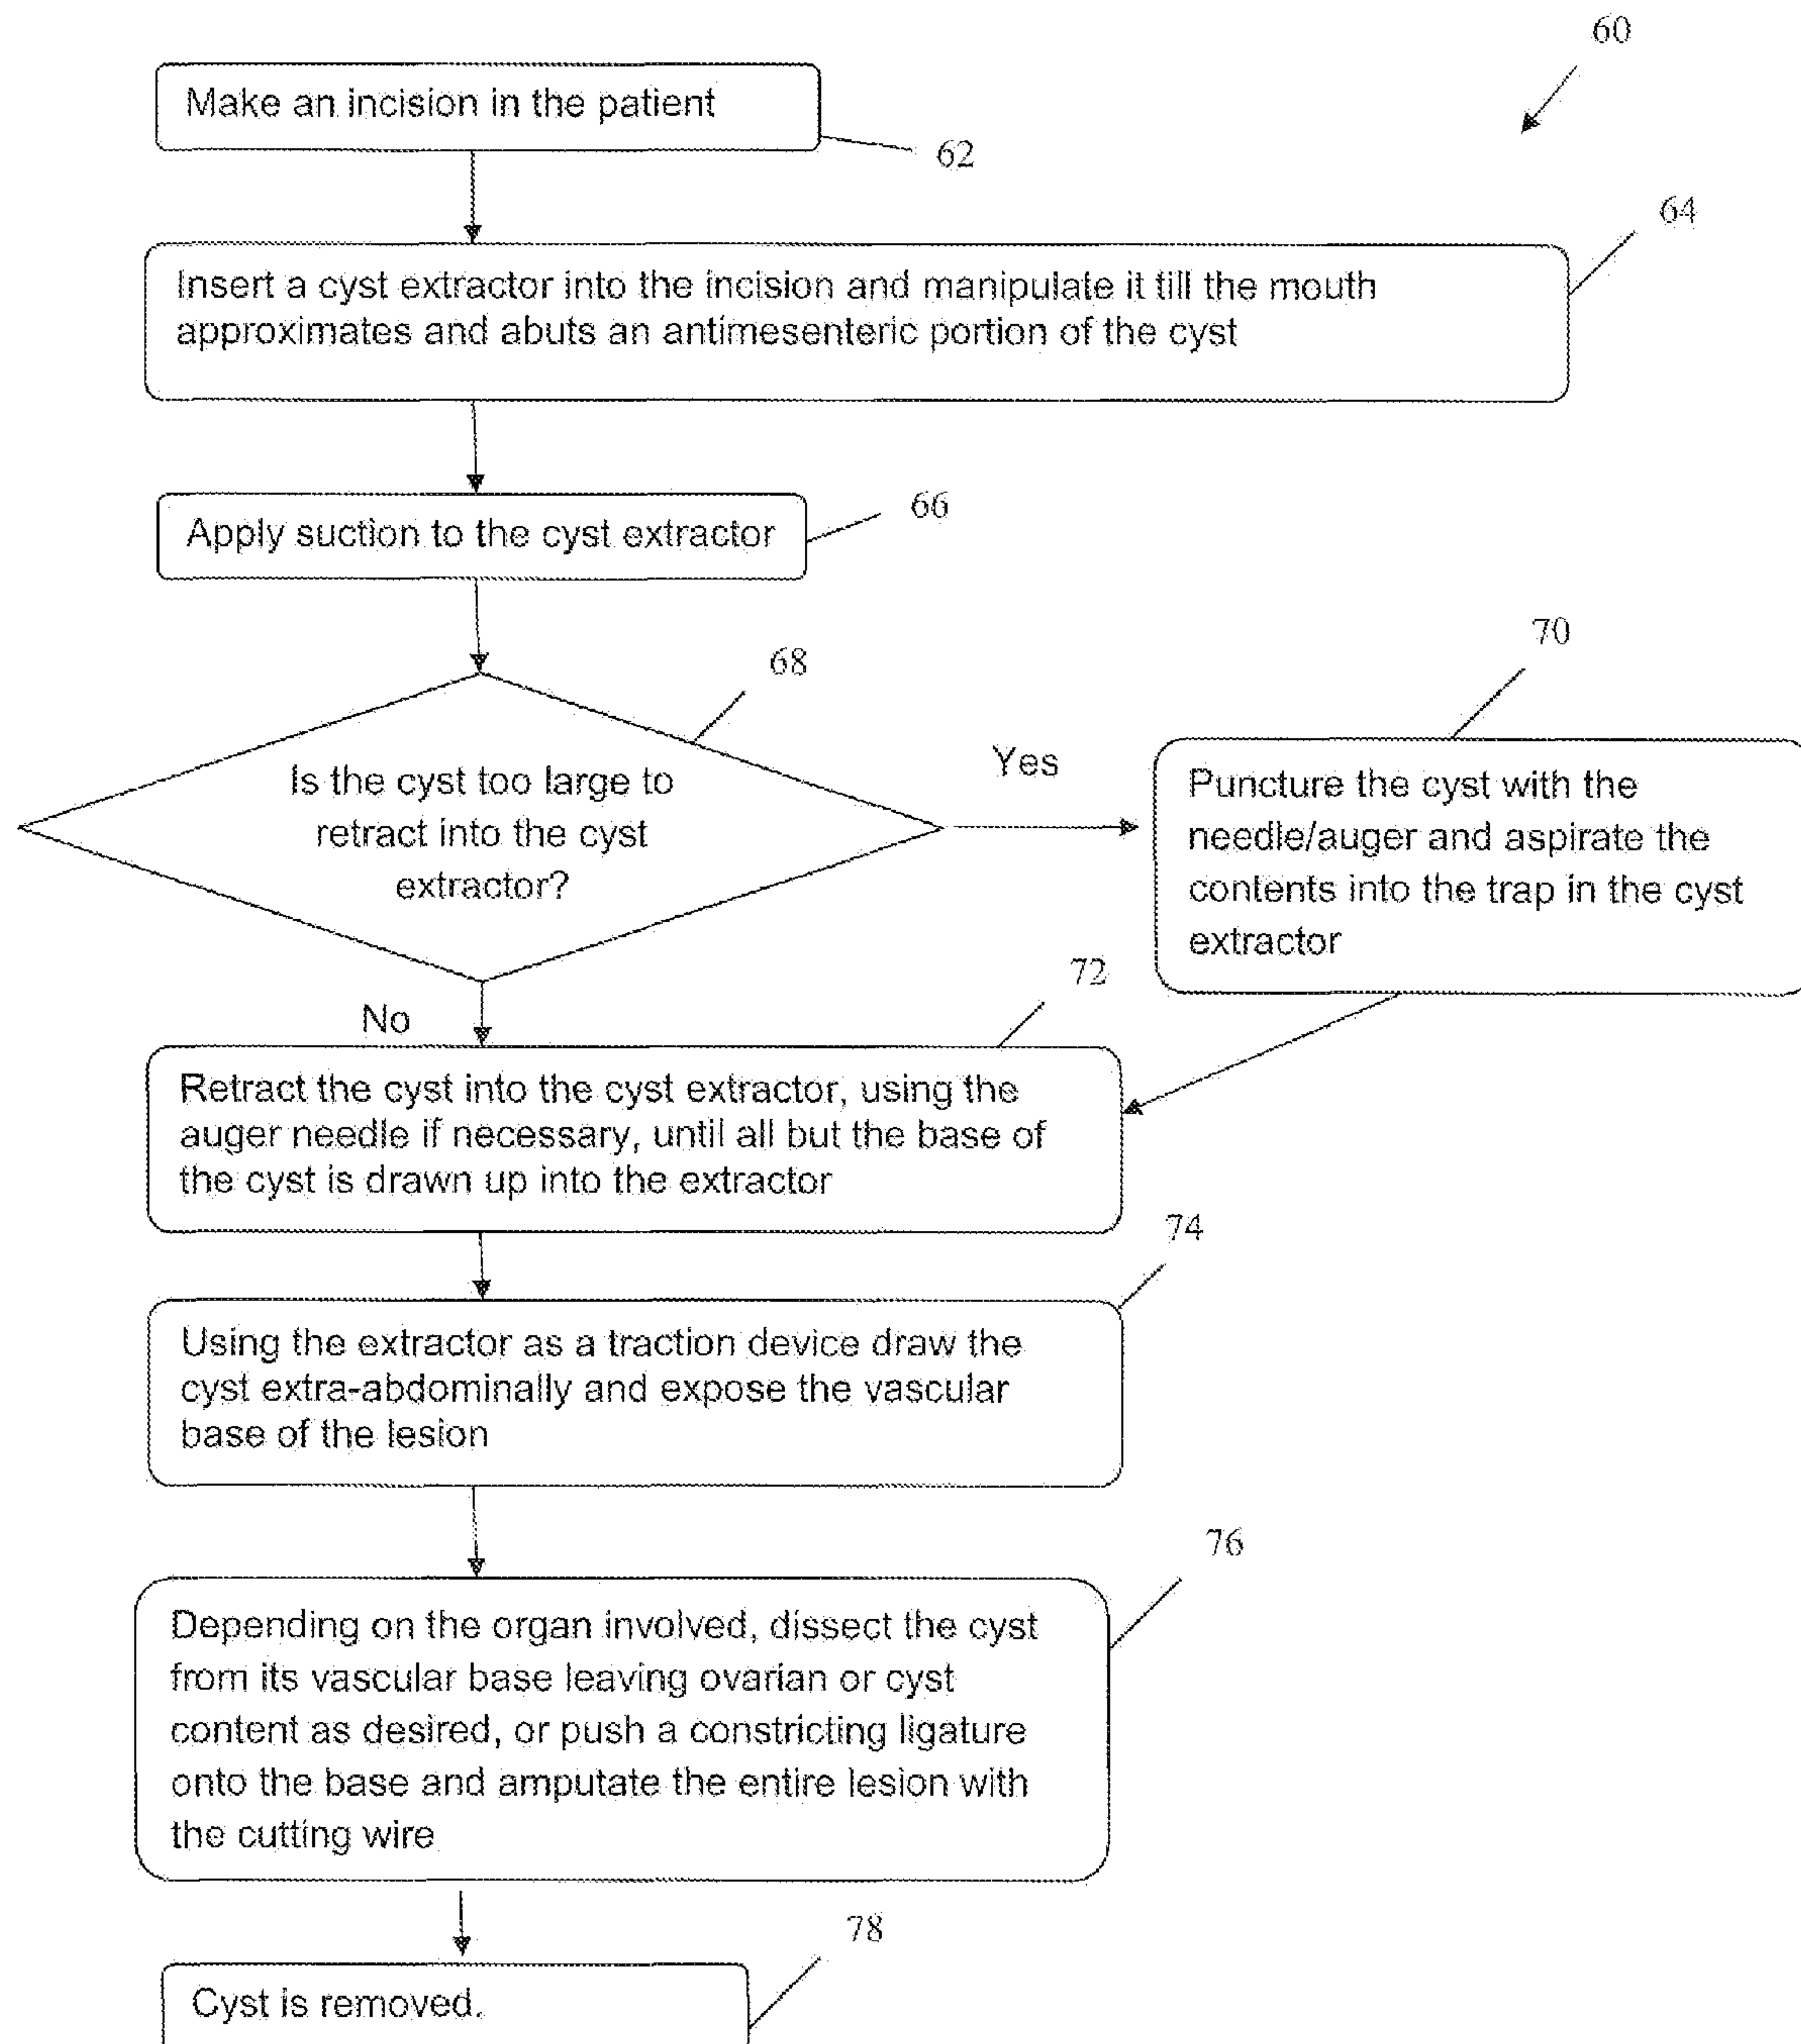 60
Make an incision in the patient
62
64
Insert a cyst extractor into the incision and manipulate it till the mouth
approximates and abuts an antimesenteric portion of the cyst
66
Apply suction to the cyst extractor
68
70
Is the cyst too large to
retract into the cyst
extractor?
Yes
Puncture the cyst with the
needle/auger and aspirate the
contents into the trap in the cyst
extractor
No
72
Retract the cyst into the cyst extractor, using the
auger needle if necessary, until all but the base of
the cyst is drawn up into the extractor
74
Using the extractor as a traction device draw the
cyst extra-abdominally and expose the vascular
base of the lesion
76
Depending on the organ involved, dissect the cyst
from its vascular base leaving ovarian or cyst
content as desired, or push a constricting ligature
onto the base and amputate the entire lesion with
the cutting wire
78
Cyst is removed.